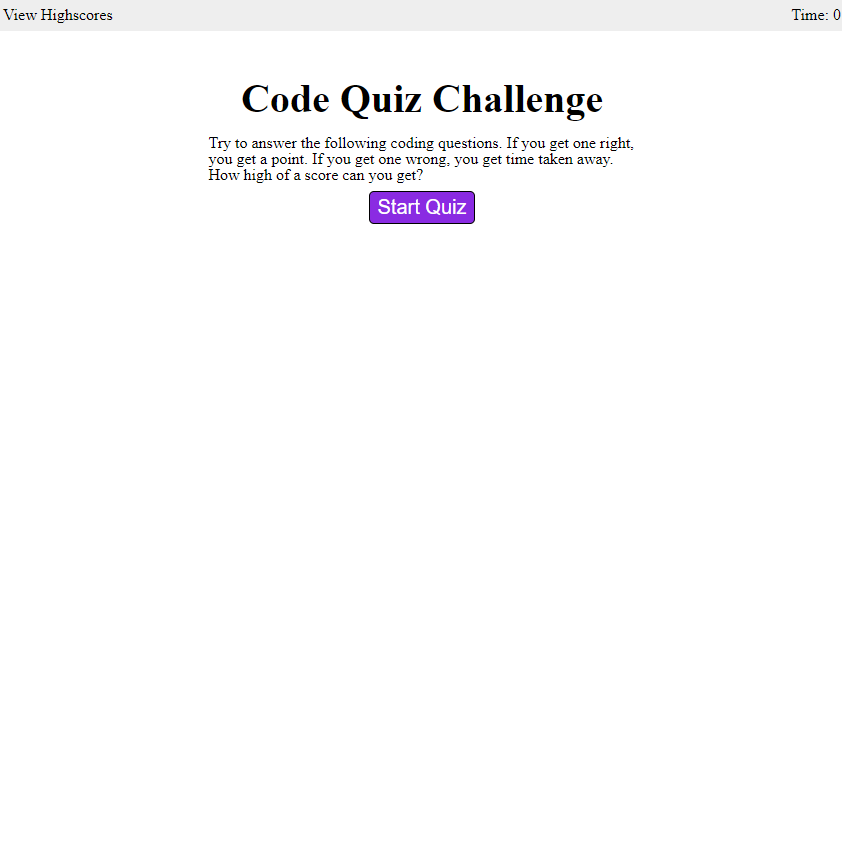 View Highscores
Time: 0
Code Quiz Challenge
Try to answer the following coding questions. If you get one right,
you get a point. If you get one wrong, you get time taken away.
How high of a score can you get?
Start Quiz